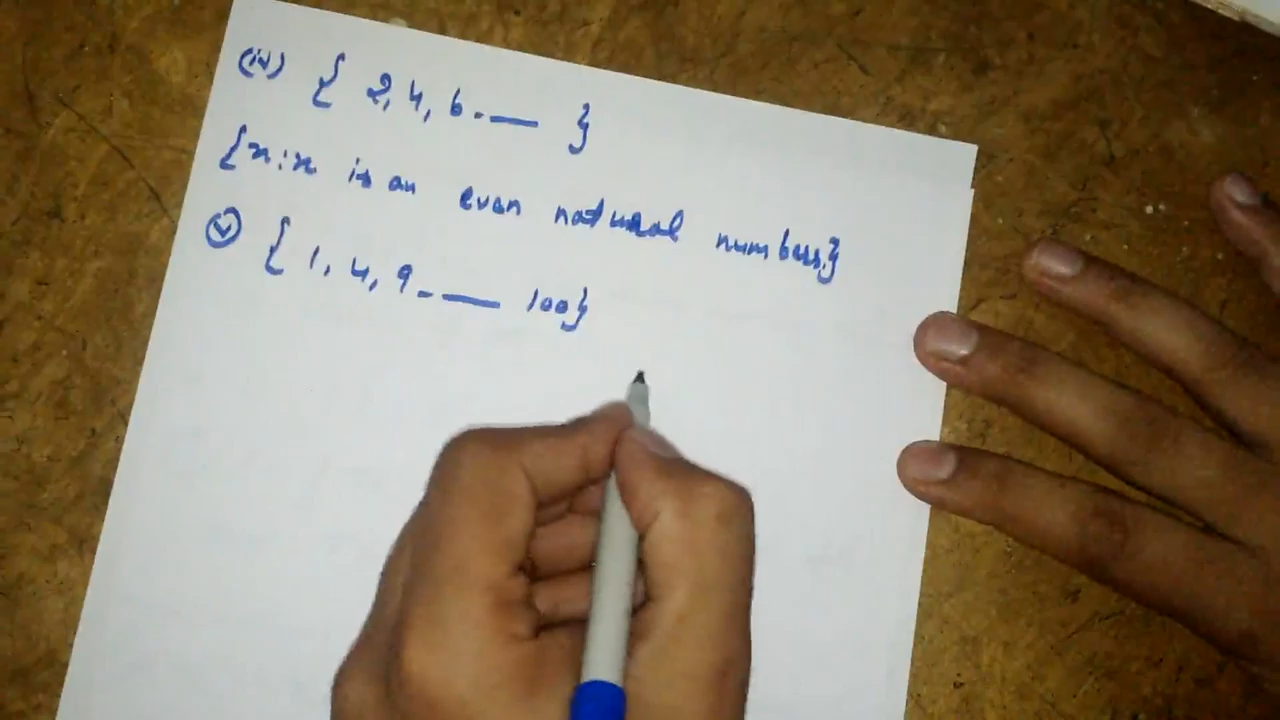 (iv) { 2, 4, 6 - — }
{x : x is an even natural numbers.}
(v) { 1, 4, 9 - — 100}